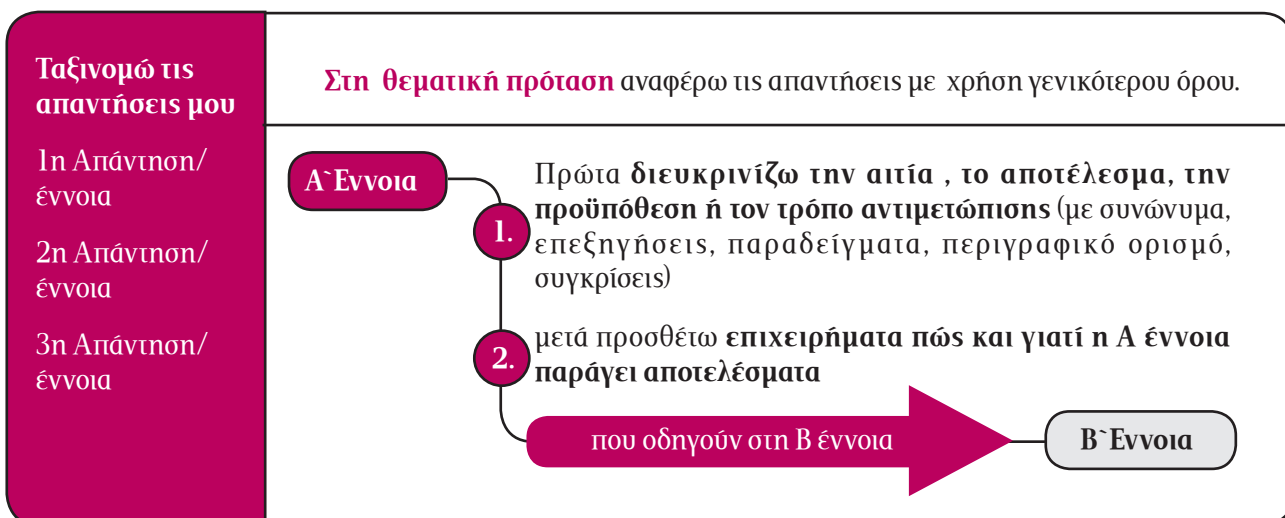 Ταξινομώ τις
απαντήσεις μου
1η Απάντηση/
έννοια
2η Απάντηση/
έννοια
3η Απάντηση/
έννοια
Στη θεματική πρόταση αναφέρω τις απαντήσεις με χρήση γενικότερου όρου.
Α`Εννοια
1.
Πρώτα διευκρινίζω την αιτία , το αποτέλεσμα, την
προϋπόθεση ή τον τρόπο αντιμετώπισης (με συνώνυμα,
επεξηγήσεις, παραδείγματα, περιγραφικό ορισμό,
συγκρίσεις)
2.
μετά προσθέτω επιχειρήματα πώς και γιατί η Α έννοια
παράγει αποτελέσματα
που οδηγούν στη Β έννοια
Β`Εννοια